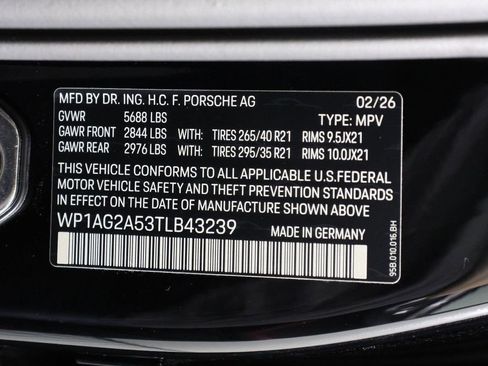 MFD BY DR. ING. H.C. F. PORSCHE AG 02/26
GVWR 5688 LBS TYPE: MPV
GAWR FRONT 2844 LBS WITH: TIRES 265/40 R21 RIMS 9.5JX21
GAWR REAR 2976 LBS WITH: TIRES 295/35 R21 RIMS 10.0JX21
THIS VEHICLE CONFORMS TO ALL APPLICABLE U.S.FEDERAL
MOTOR VEHICLE SAFETY AND THEFT PREVENTION STANDARDS
IN EFFECT ON THE DATE OF MANUFACTURE SHOWN ABOVE.
WP1AG2A53TLB43239 MADE IN GERMANY
95B.010.016.BH